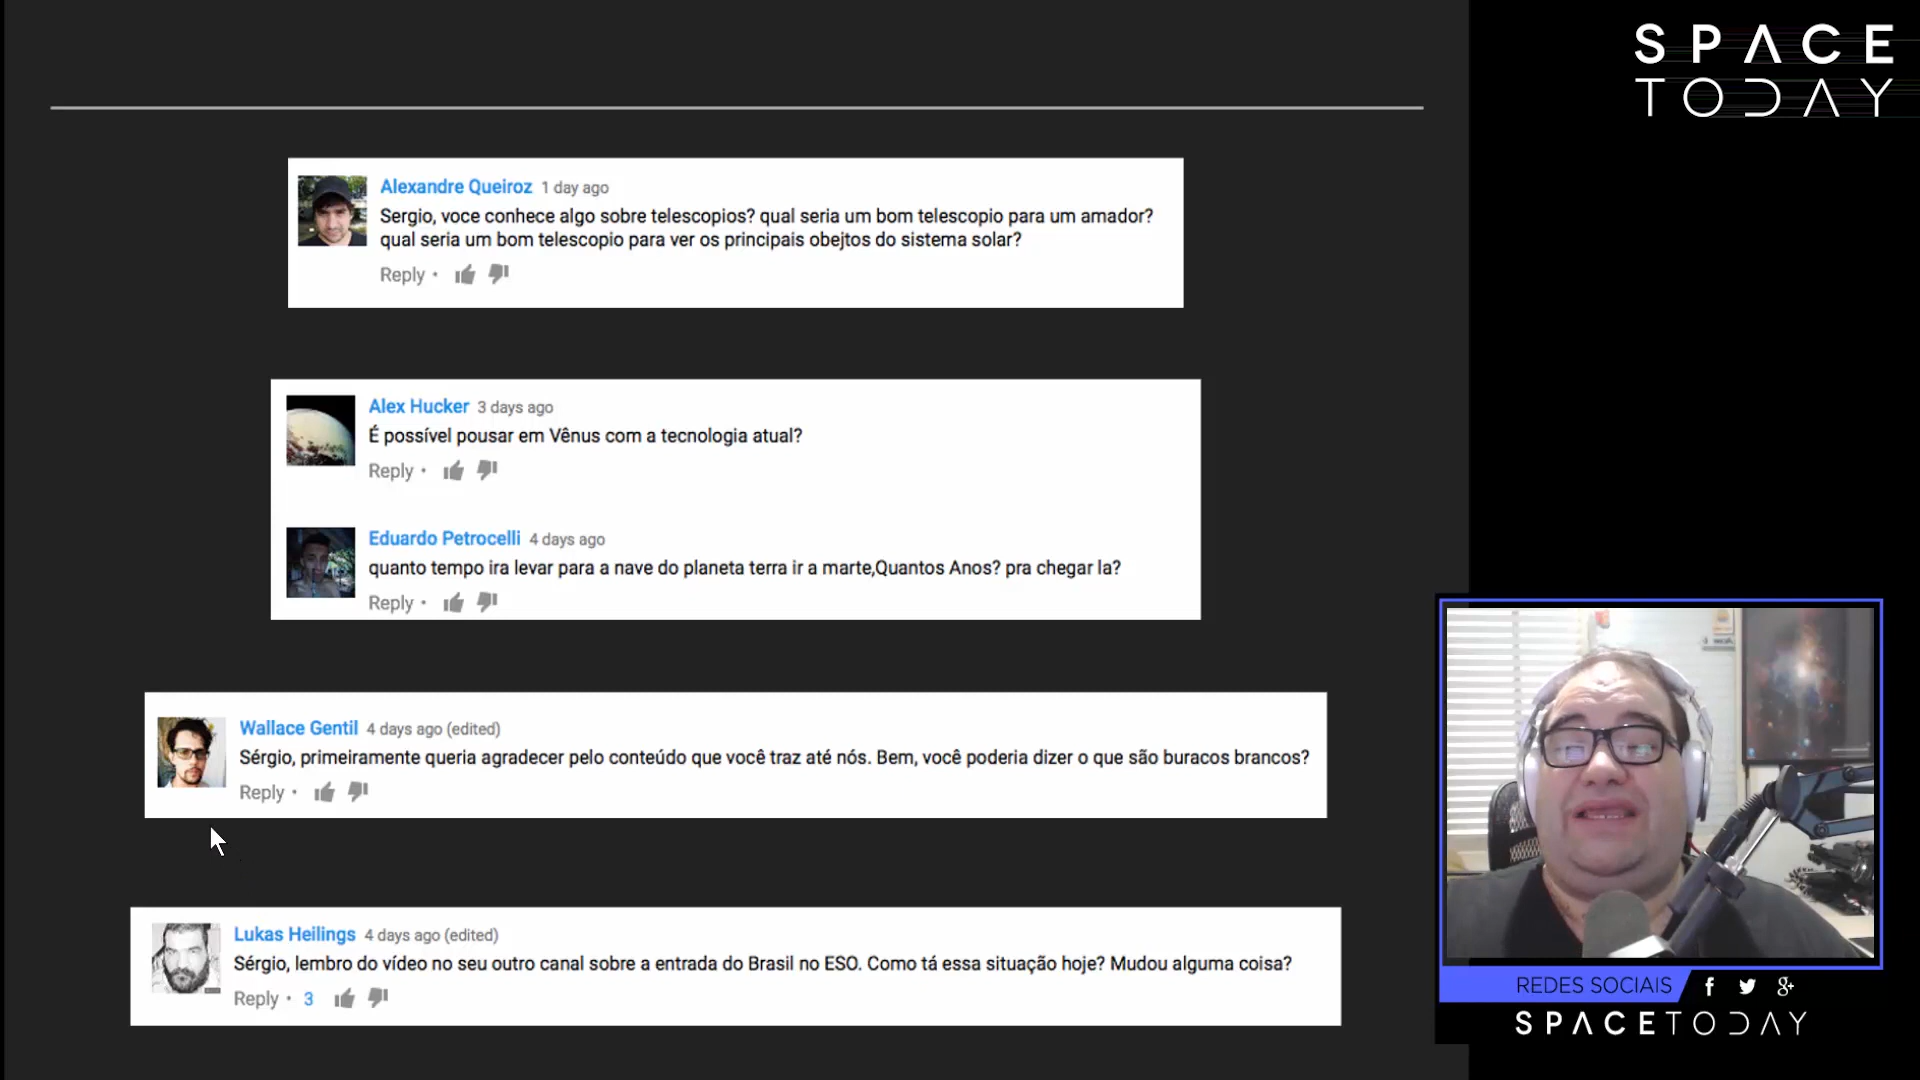 SPACE
TODAY
Alexandre Queiroz 1 day ago
Sergio, voce conhece algo sobre telescopios? qual seria um bom telescopio para um amador?
qual seria um bom telescopio para ver os principais obejtos do sistema solar?
Reply •
Alex Hucker 3 days ago
É possível pousar em Vênus com a tecnologia atual?
Reply •
Eduardo Petrocelli 4 days ago
quanto tempo ira levar para a nave do planeta terra ir a marte,Quantos Anos? pra chegar la?
Reply •
Wallace Gentil 4 days ago (edited)
Sérgio, primeiramente queria agradecer pelo conteúdo que você traz até nós. Bem, você poderia dizer o que são buracos brancos?
Reply •
Lukas Heilings 4 days ago (edited)
Sérgio, lembro do vídeo no seu outro canal sobre a entrada do Brasil no ESO. Como tá essa situação hoje? Mudou alguma coisa?
Reply • 3
REDES SOCIAIS
SPACETODAY